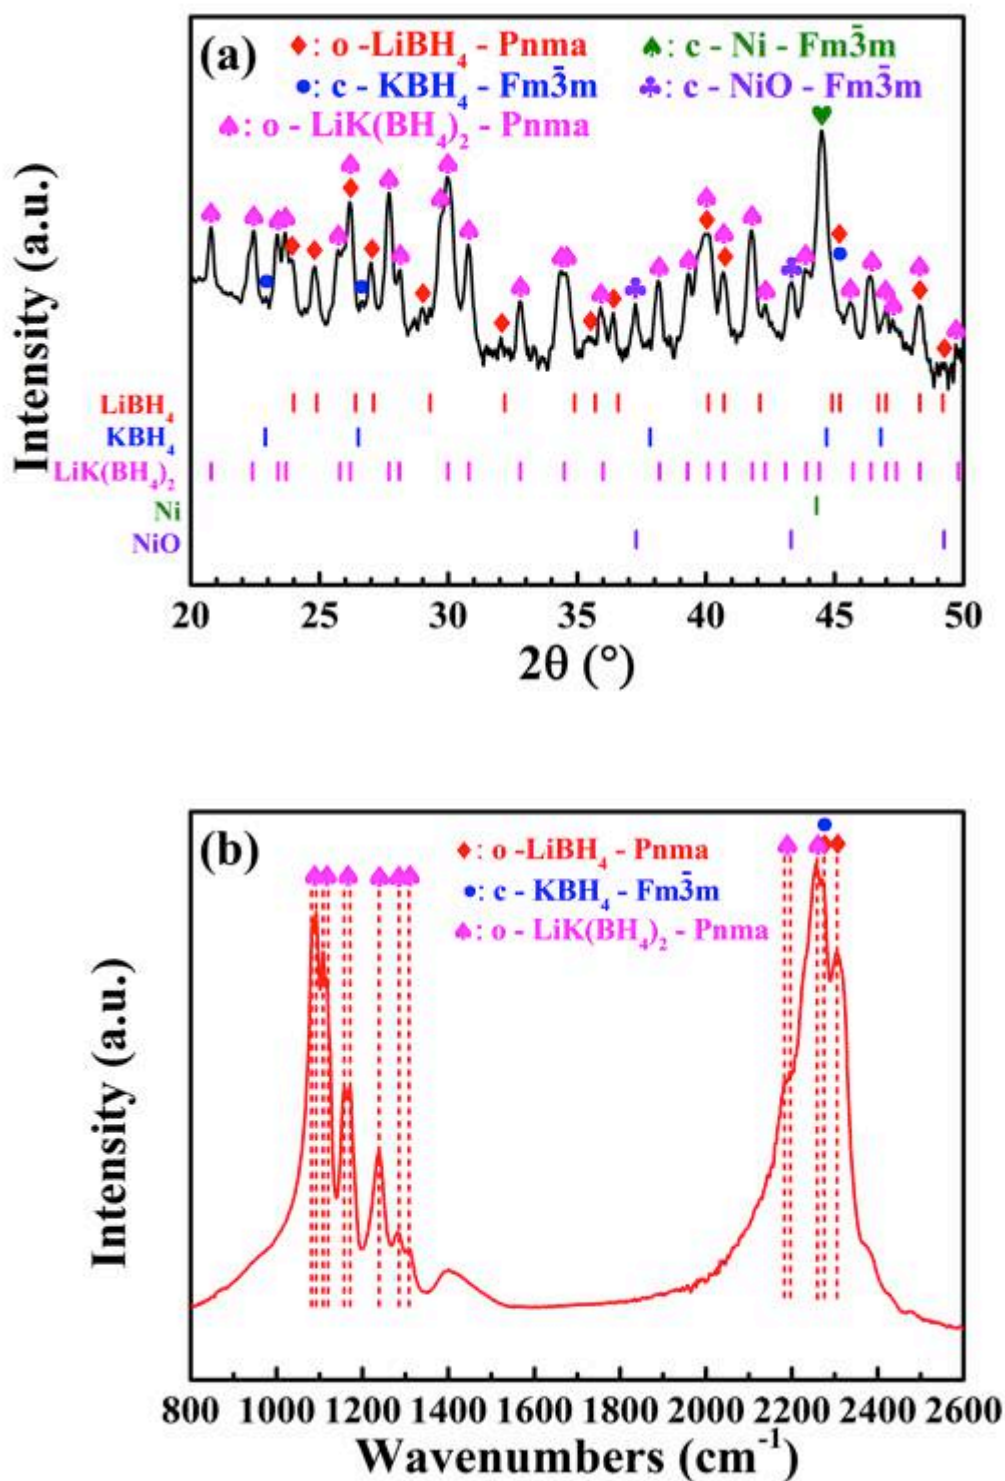 (a)
♦: o -LiBH₄ - Pnma
♠: c - Ni - Fm3̄m
●: c - KBH₄ - Fm3̄m
♣: c - NiO - Fm3̄m
♠: o - LiK(BH₄)₂ - Pnma
Intensity (a.u.)
LiBH₄
KBH₄
LiK(BH₄)₂
Ni
NiO
20 25 30 35 40 45 50
2θ (°)
(b)
♦: o -LiBH₄ - Pnma
●: c - KBH₄ - Fm3̄m
♠: o - LiK(BH₄)₂ - Pnma
Intensity (a.u.)
800 1000 1200 1400 1600 1800 2000 2200 2400 2600
Wavenumbers (cm⁻¹)